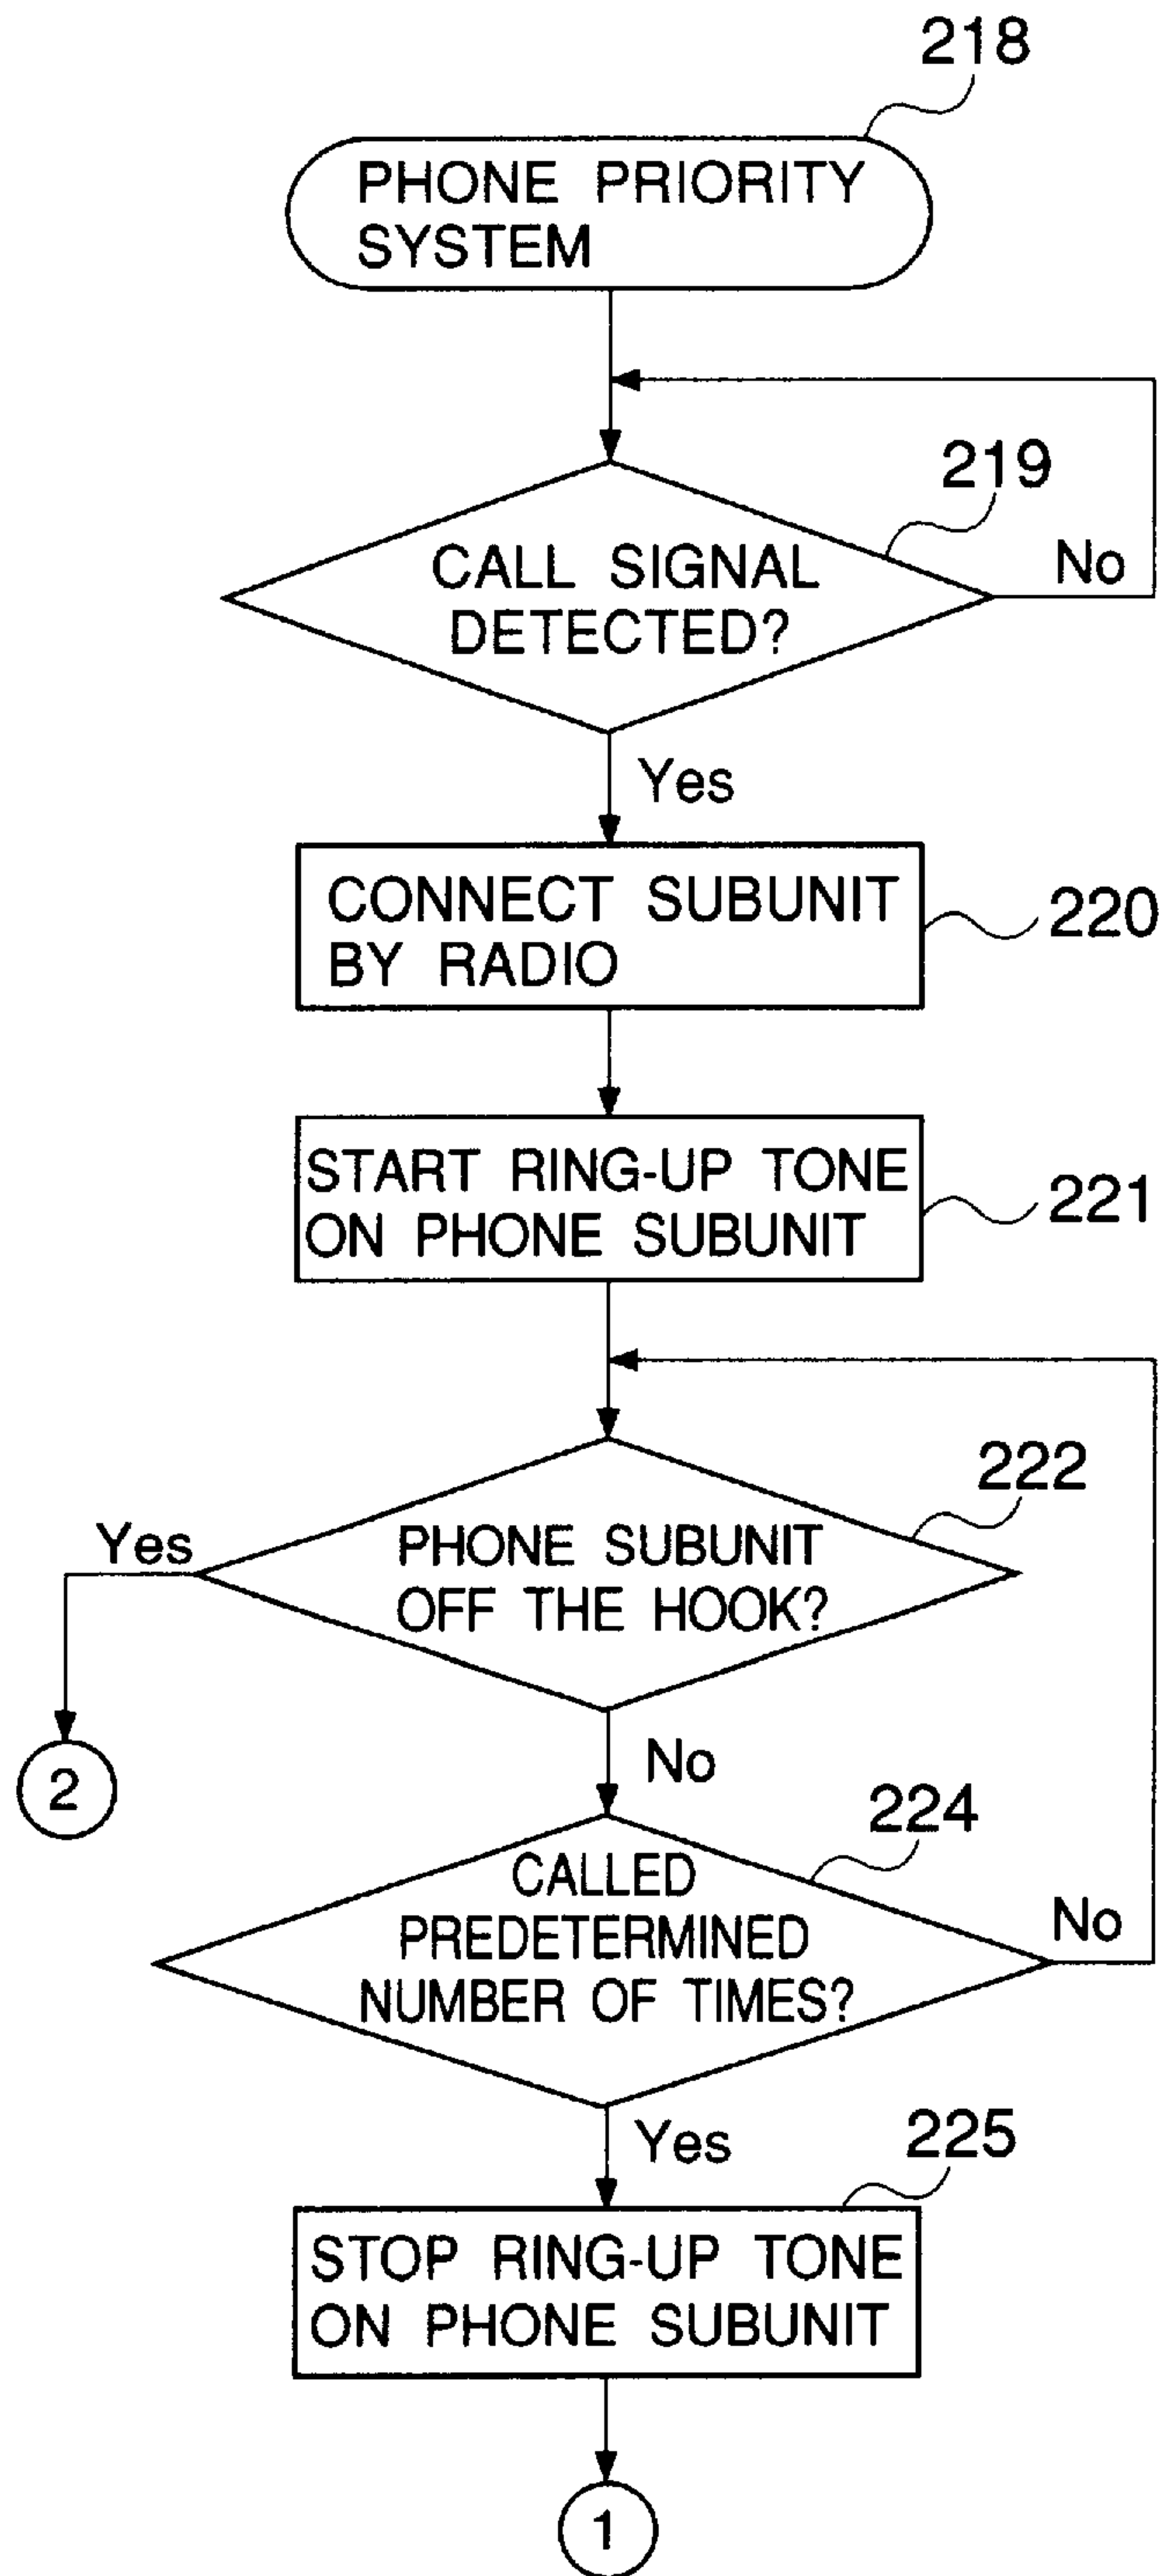 218
PHONE PRIORITY
SYSTEM
219
CALL SIGNAL
DETECTED?
No
Yes
CONNECT SUBUNIT
BY RADIO
220
START RING-UP TONE
ON PHONE SUBUNIT
221
222
Yes
PHONE SUBUNIT
OFF THE HOOK?
2
No
224
CALLED
PREDETERMINED
NUMBER OF TIMES?
No
Yes
225
STOP RING-UP TONE
ON PHONE SUBUNIT
1